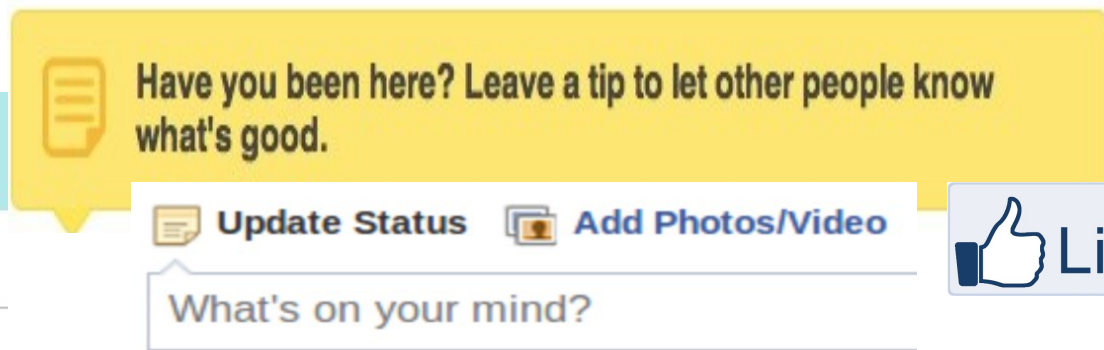 Have you been here? Leave a tip to let other people know
what's good.
Update Status Add Photos/Video
Li
What's on your mind?